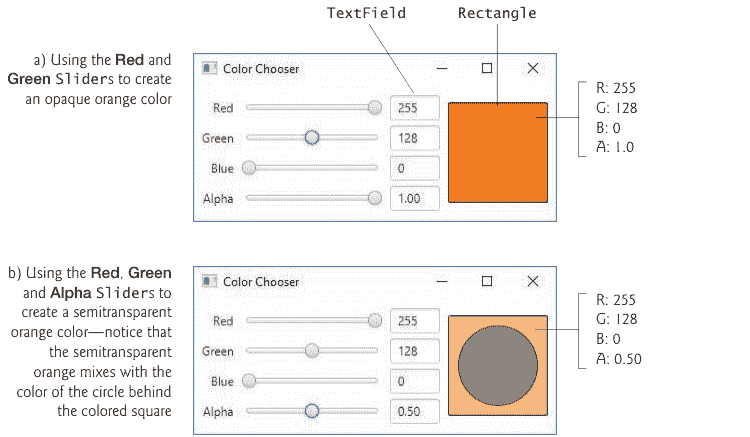 TextField
Rectangle
a) Using the Red and
Green Sliders to create
an opaque orange color
Color Chooser
Red
255
Green
128
Blue
0
Alpha
1.00
R: 255
G: 128
B: 0
A: 1.0
b) Using the Red, Green
and Alpha Sliders to
create a semitransparent
orange color—notice that
the semitransparent
orange mixes with the
color of the circle behind
the colored square
Color Chooser
Red
255
Green
128
Blue
0
Alpha
0.50
R: 255
G: 128
B: 0
A: 0.50